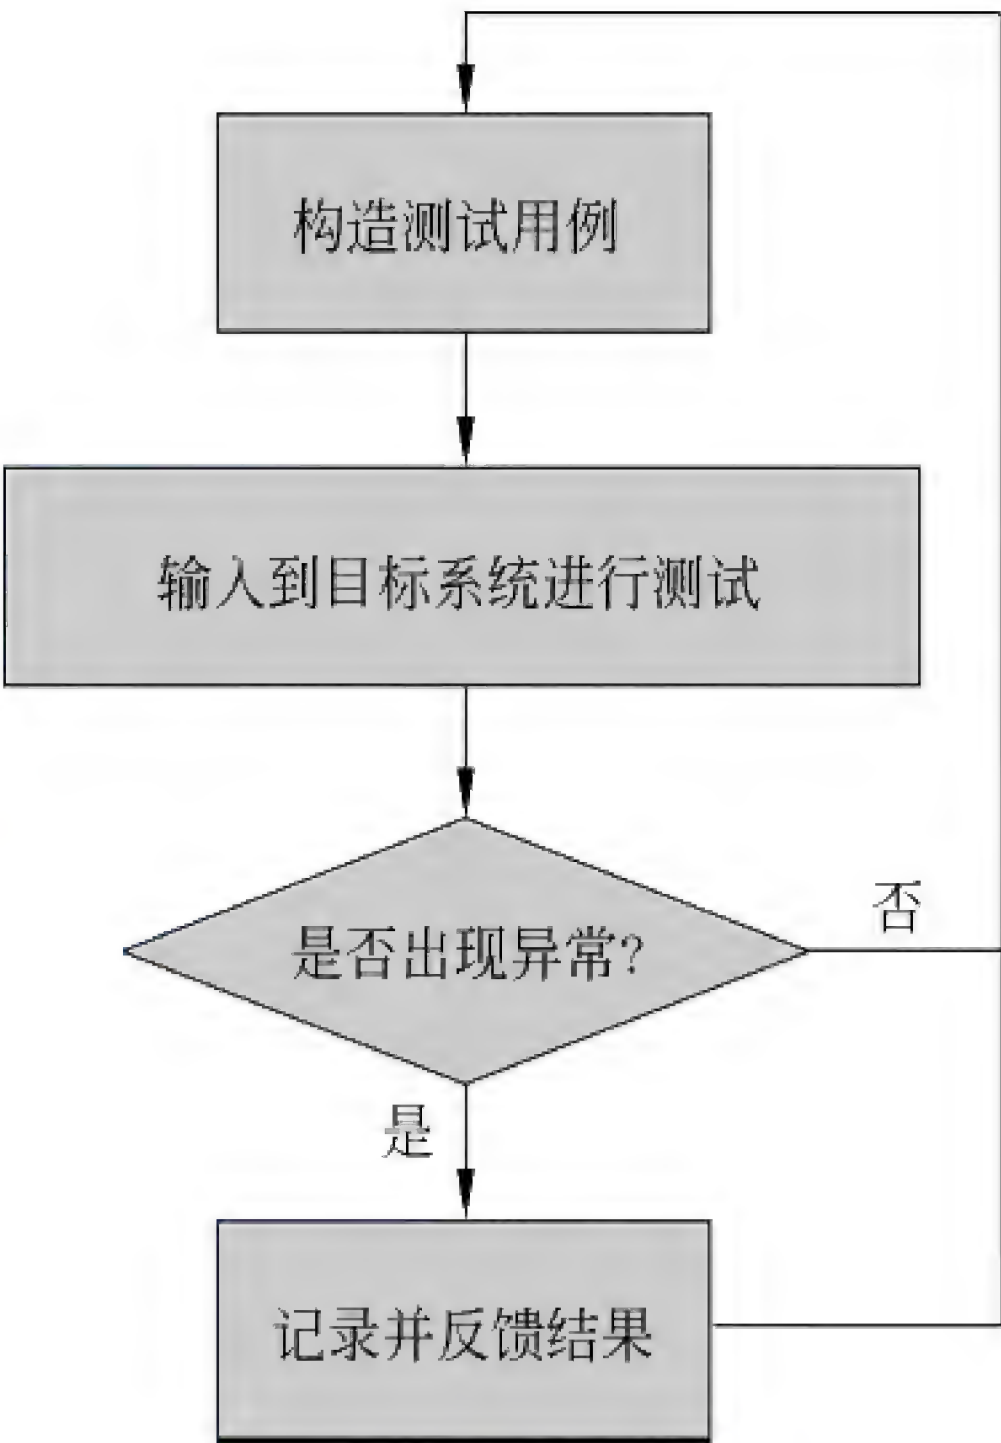 构造测试用例
输入到目标系统进行测试
是否出现异常?
否
是
记录并反馈结果